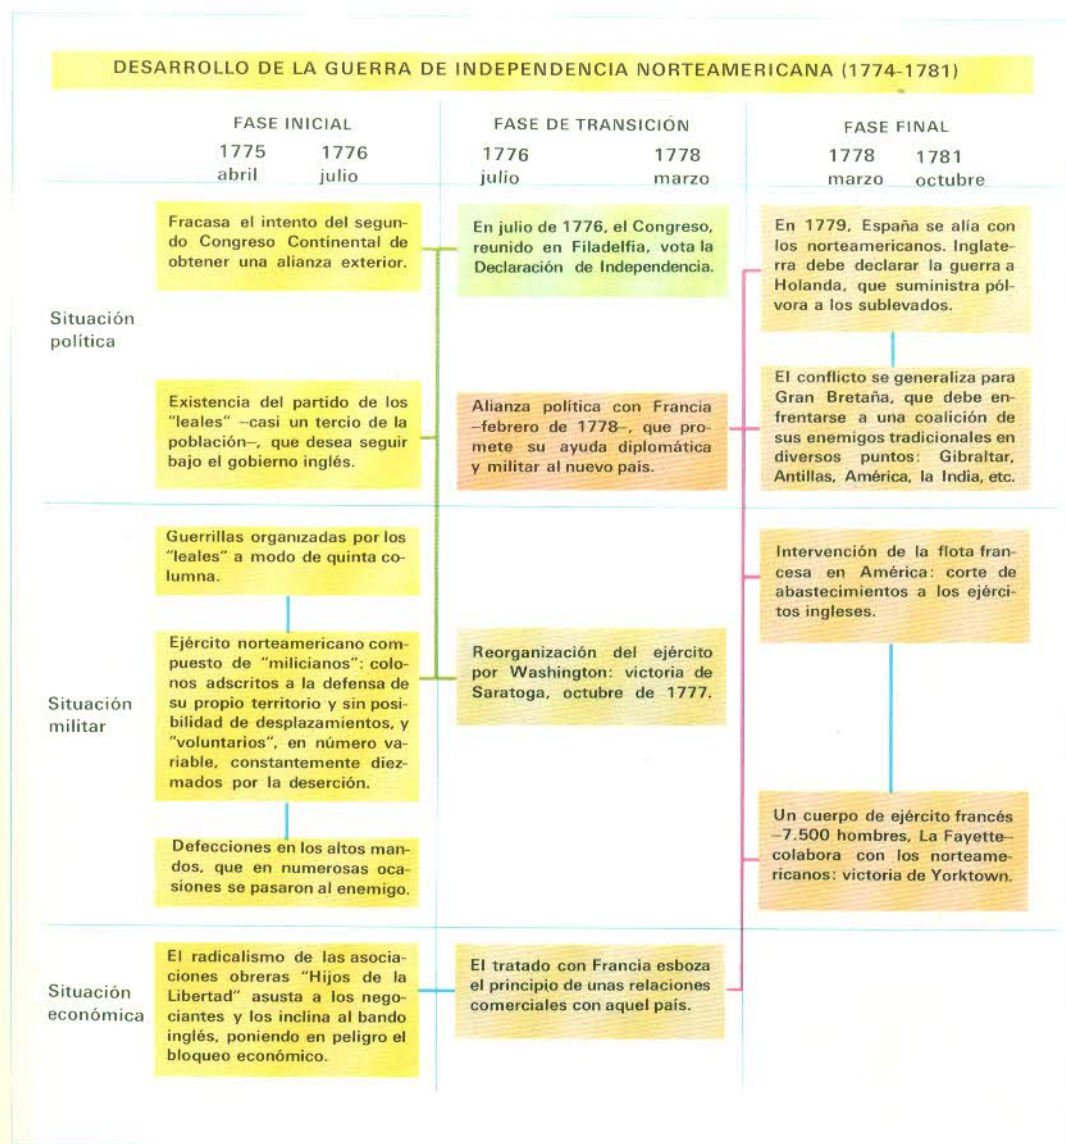 DESARROLLO DE LA GUERRA DE INDEPENDENCIA NORTEAMERICANA (1774-1781)
FASE INICIAL
1775 1776
abril julio
FASE DE TRANSICIÓN
1776 1778
julio marzo
FASE FINAL
1778 1781
marzo octubre
Situación
política
Fracasa el intento del segun-
do Congreso Continental de
obtener una alianza exterior.
En julio de 1776, el Congreso,
reunido en Filadelfia, vota la
Declaración de Independencia.
En 1779, España se alía con
los norteamericanos. Inglate-
rra debe declarar la guerra a
Holanda, que suministra pól-
vora a los sublevados.
Existencia del partido de los
"leales" –casi un tercio de la
población–, que desea seguir
bajo el gobierno inglés.
Alianza política con Francia
–febrero de 1778–, que pro-
mete su ayuda diplomática
y militar al nuevo país.
El conflicto se generaliza para
Gran Bretaña, que debe en-
frentarse a una coalición de
sus enemigos tradicionales en
diversos puntos: Gibraltar,
Antillas, América, la India, etc.
Situación
militar
Guerrillas organizadas por los
"leales" a modo de quinta co-
lumna.
Intervención de la flota fran-
cesa en América: corte de
abastecimientos a los ejérci-
tos ingleses.
Ejército norteamericano com-
puesto de "milicianos": colo-
nos adscritos a la defensa de
su propio territorio y sin posi-
bilidad de desplazamientos, y
"voluntarios", en número va-
riable, constantemente diez-
mados por la deserción.
Reorganización del ejército
por Washington: victoria de
Saratoga, octubre de 1777.
Defecciones en los altos man-
dos, que en numerosas oca-
siones se pasaron al enemigo.
Un cuerpo de ejército francés
–7.500 hombres, La Fayette–
colabora con los norteame-
ricanos: victoria de Yorktown.
Situación
económica
El radicalismo de las asocia-
ciones obreras "Hijos de la
Libertad" asusta a los nego-
ciantes y los inclina al bando
inglés, poniendo en peligro el
bloqueo económico.
El tratado con Francia esboza
el principio de unas relaciones
comerciales con aquel país.